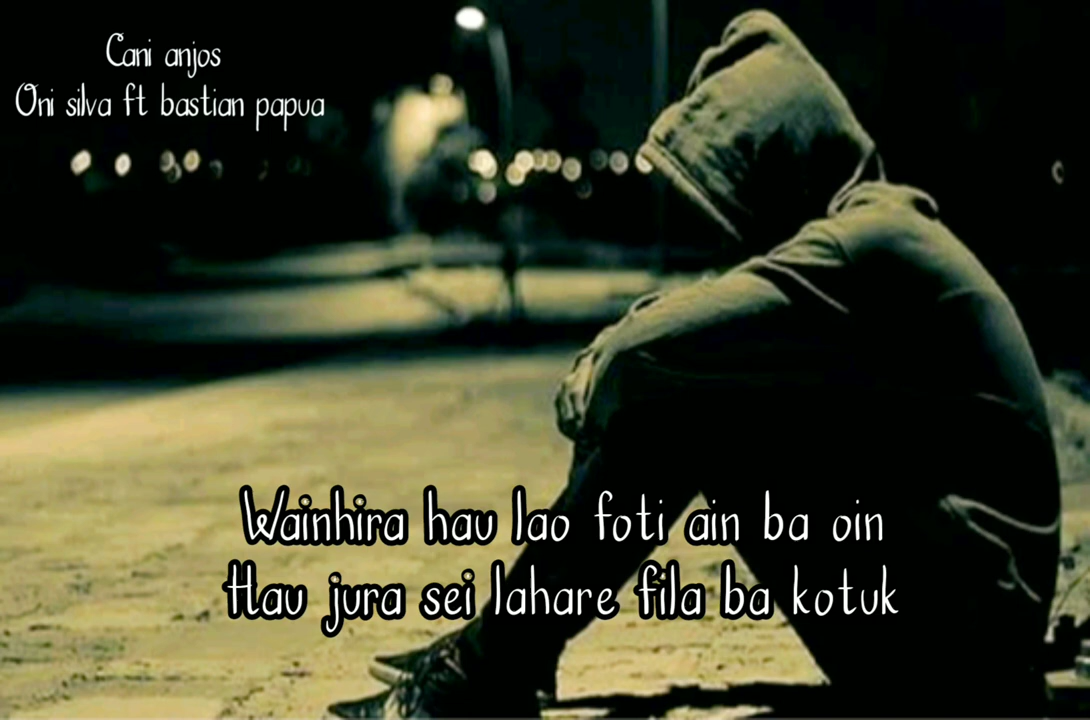 Cani anjos
Oni silva ft bastian papua
Wainhira hau lao foti ain ba oin
Hau jura sei lahare fila ba kotuk